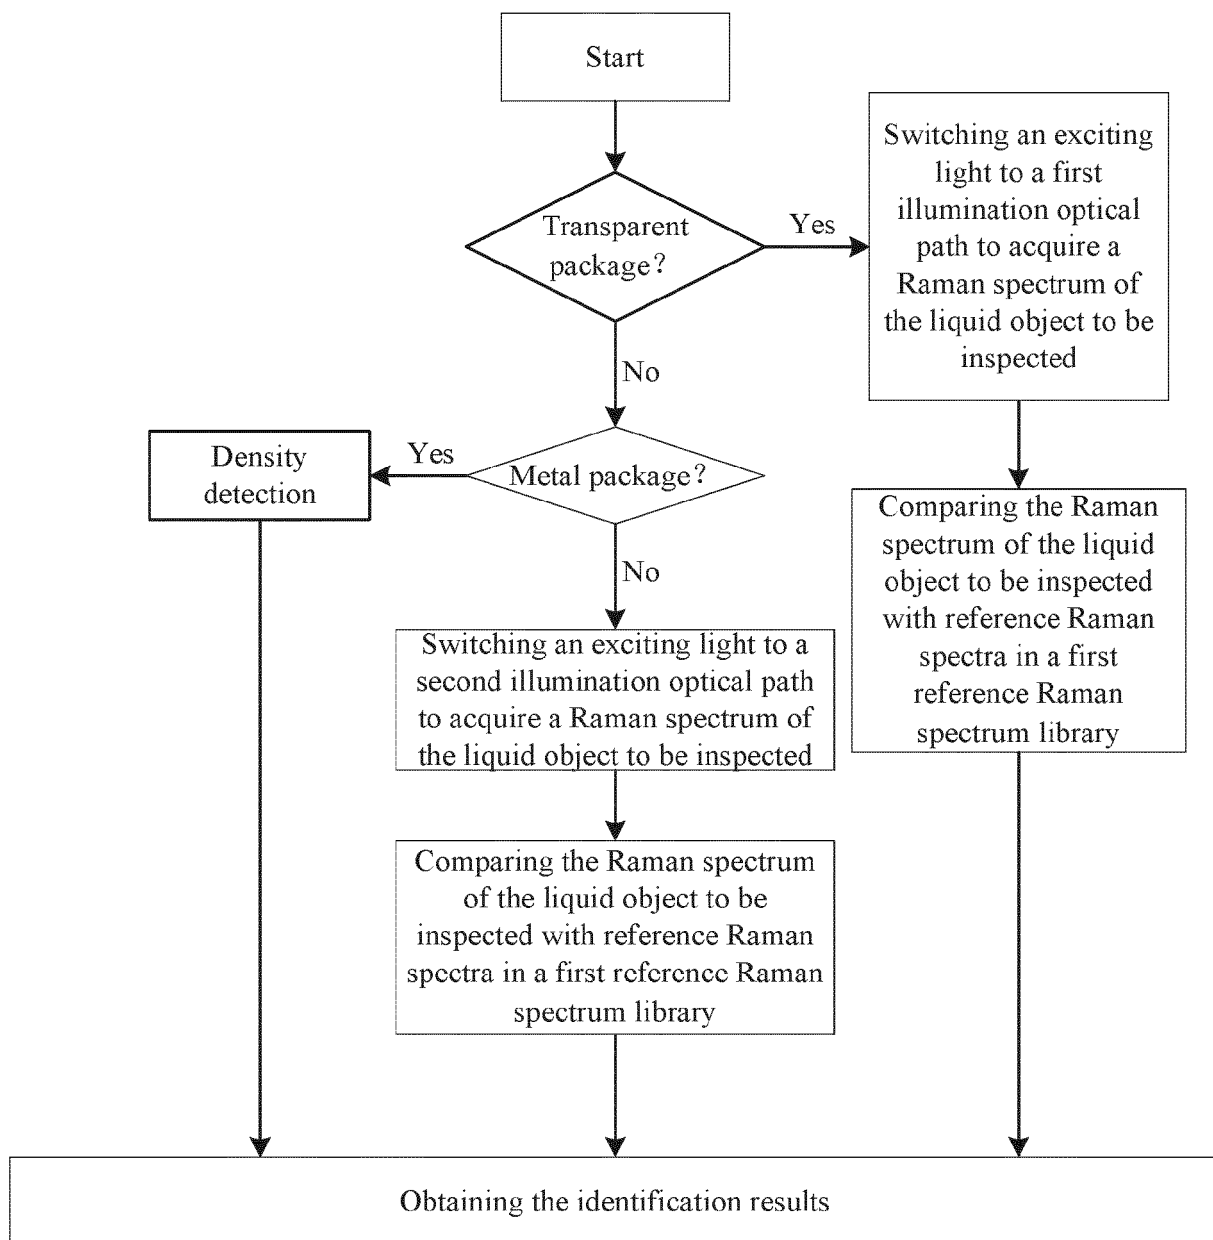 Start
Transparent
package?
Yes
Switching an exciting
light to a first
illumination optical
path to acquire a
Raman spectrum of
the liquid object to be
inspected
No
Density
detection
Yes
Metal package?
Comparing the Raman
spectrum of the liquid
object to be inspected
with reference Raman
spectra in a first
reference Raman
spectrum library
No
Switching an exciting light to a
second illumination optical path
to acquire a Raman spectrum of
the liquid object to be inspected
Comparing the Raman spectrum
of the liquid object to be
inspected with reference Raman
spectra in a first reference Raman
spectrum library
Obtaining the identification results